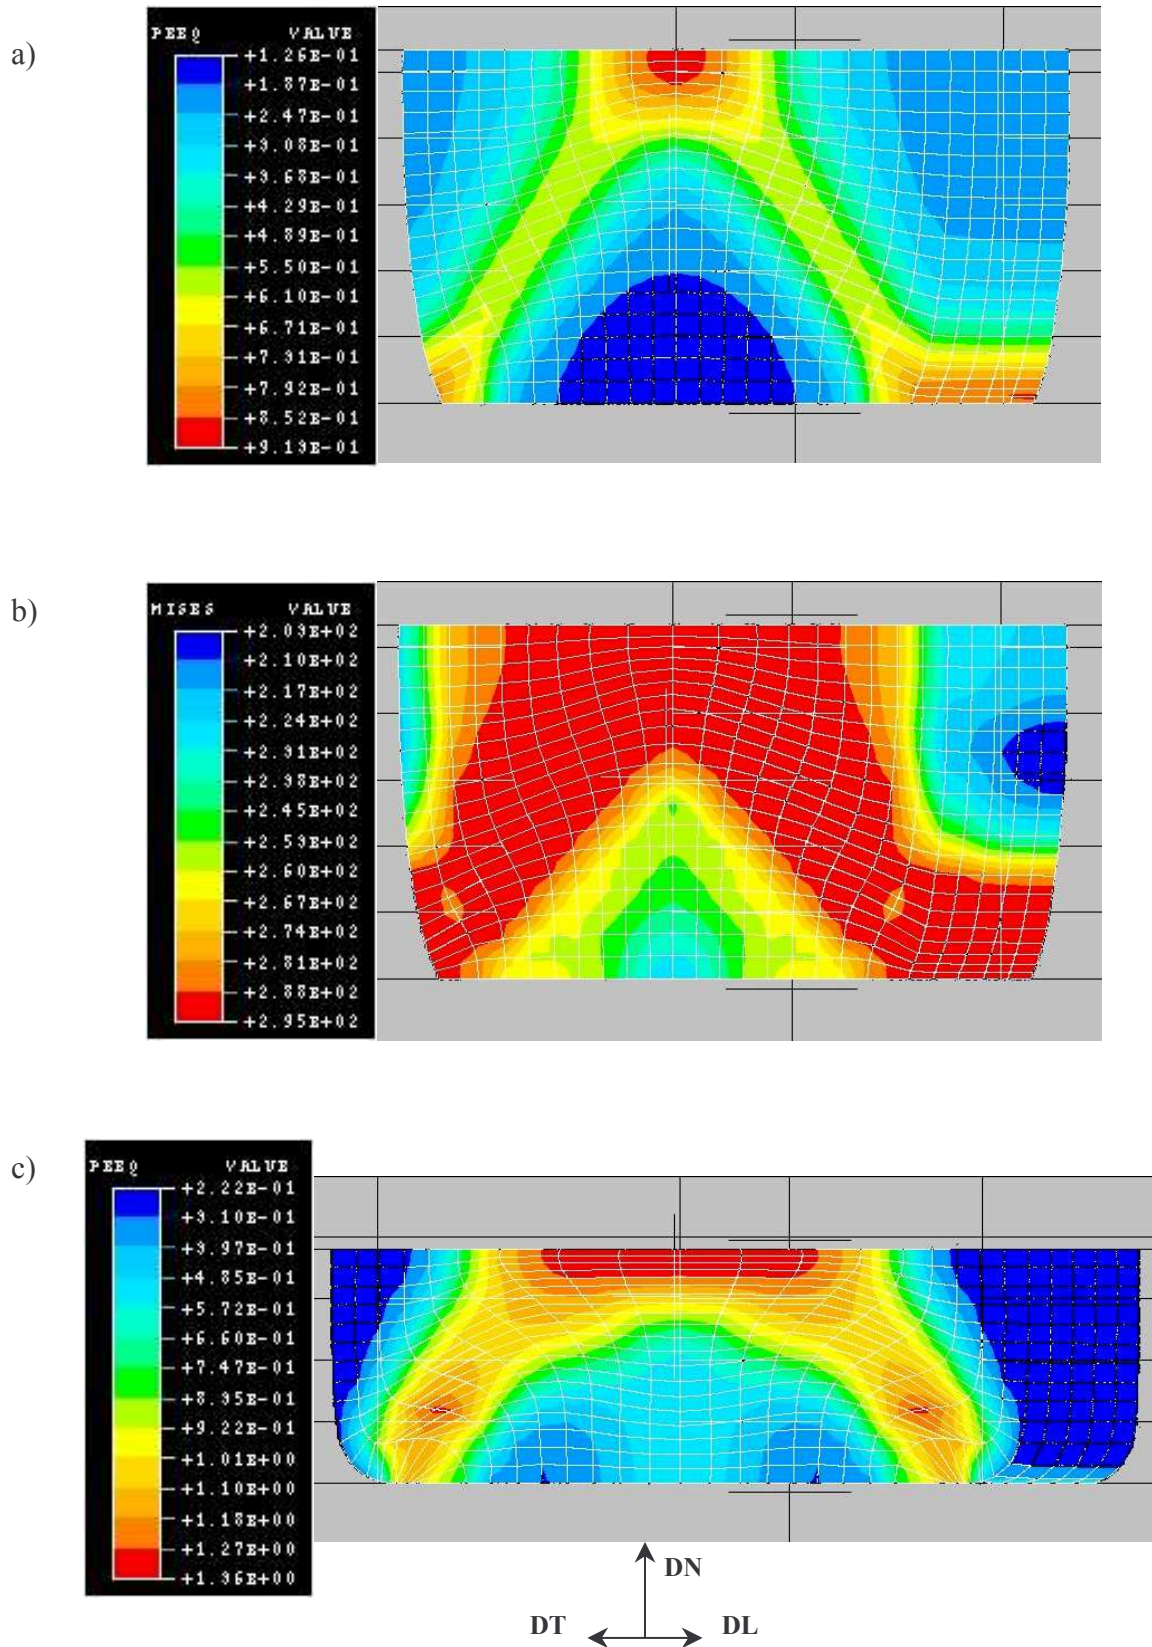 a)
PEEQ VALUE
+1.26E-01
+1.87E-01
+2.47E-01
+3.08E-01
+3.68E-01
+4.29E-01
+4.89E-01
+5.50E-01
+6.10E-01
+6.71E-01
+7.31E-01
+7.92E-01
+8.52E-01
+9.13E-01
b)
MISES VALUE
+2.03E+02
+2.10E+02
+2.17E+02
+2.24E+02
+2.31E+02
+2.38E+02
+2.45E+02
+2.53E+02
+2.60E+02
+2.67E+02
+2.74E+02
+2.81E+02
+2.88E+02
+2.95E+02
c)
PEEQ VALUE
+2.22E-01
+3.10E-01
+3.97E-01
+4.85E-01
+5.72E-01
+6.60E-01
+7.47E-01
+8.35E-01
+9.22E-01
+1.01E+00
+1.10E+00
+1.18E+00
+1.27E+00
+1.36E+00
DN
DT DL